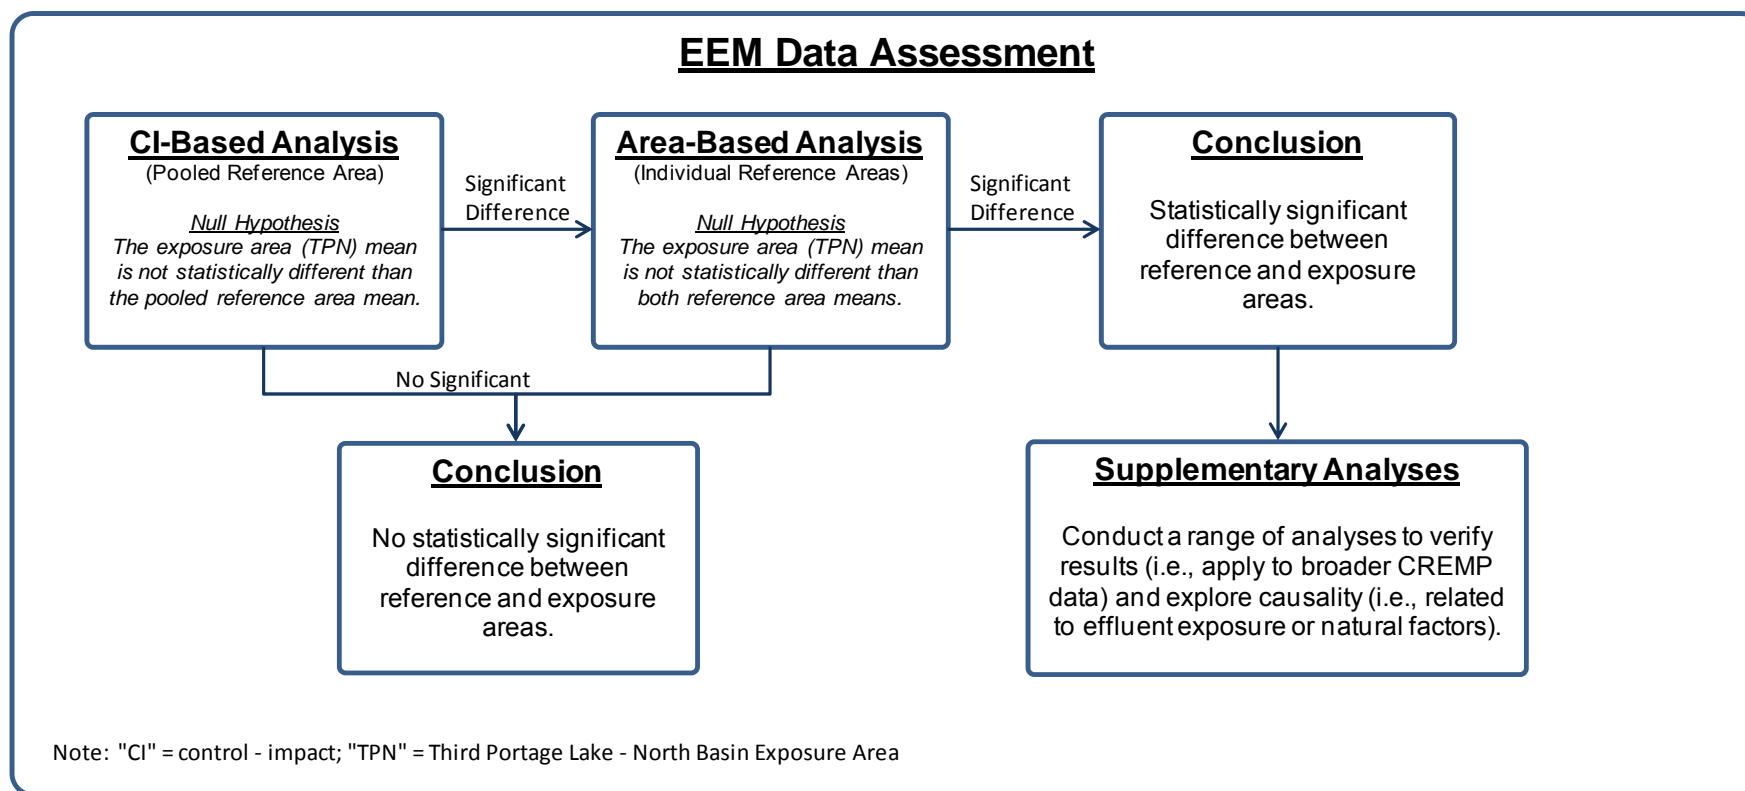 EEM Data Assessment
CI-Based Analysis
(Pooled Reference Area)
Null Hypothesis
The exposure area (TPN) mean
is not statistically different than
the pooled reference area mean.
Significant
Difference
Area-Based Analysis
(Individual Reference Areas)
Null Hypothesis
The exposure area (TPN) mean
is not statistically different than
both reference area means.
Significant
Difference
Conclusion
Statistically significant
difference between
reference and exposure
areas.
No Significant
Conclusion
No statistically significant
difference between
reference and exposure
areas.
Supplementary Analyses
Conduct a range of analyses to verify
results (i.e., apply to broader CREMP
data) and explore causality (i.e., related
to effluent exposure or natural factors).
Note: "CI" = control - impact; "TPN" = Third Portage Lake - North Basin Exposure Area